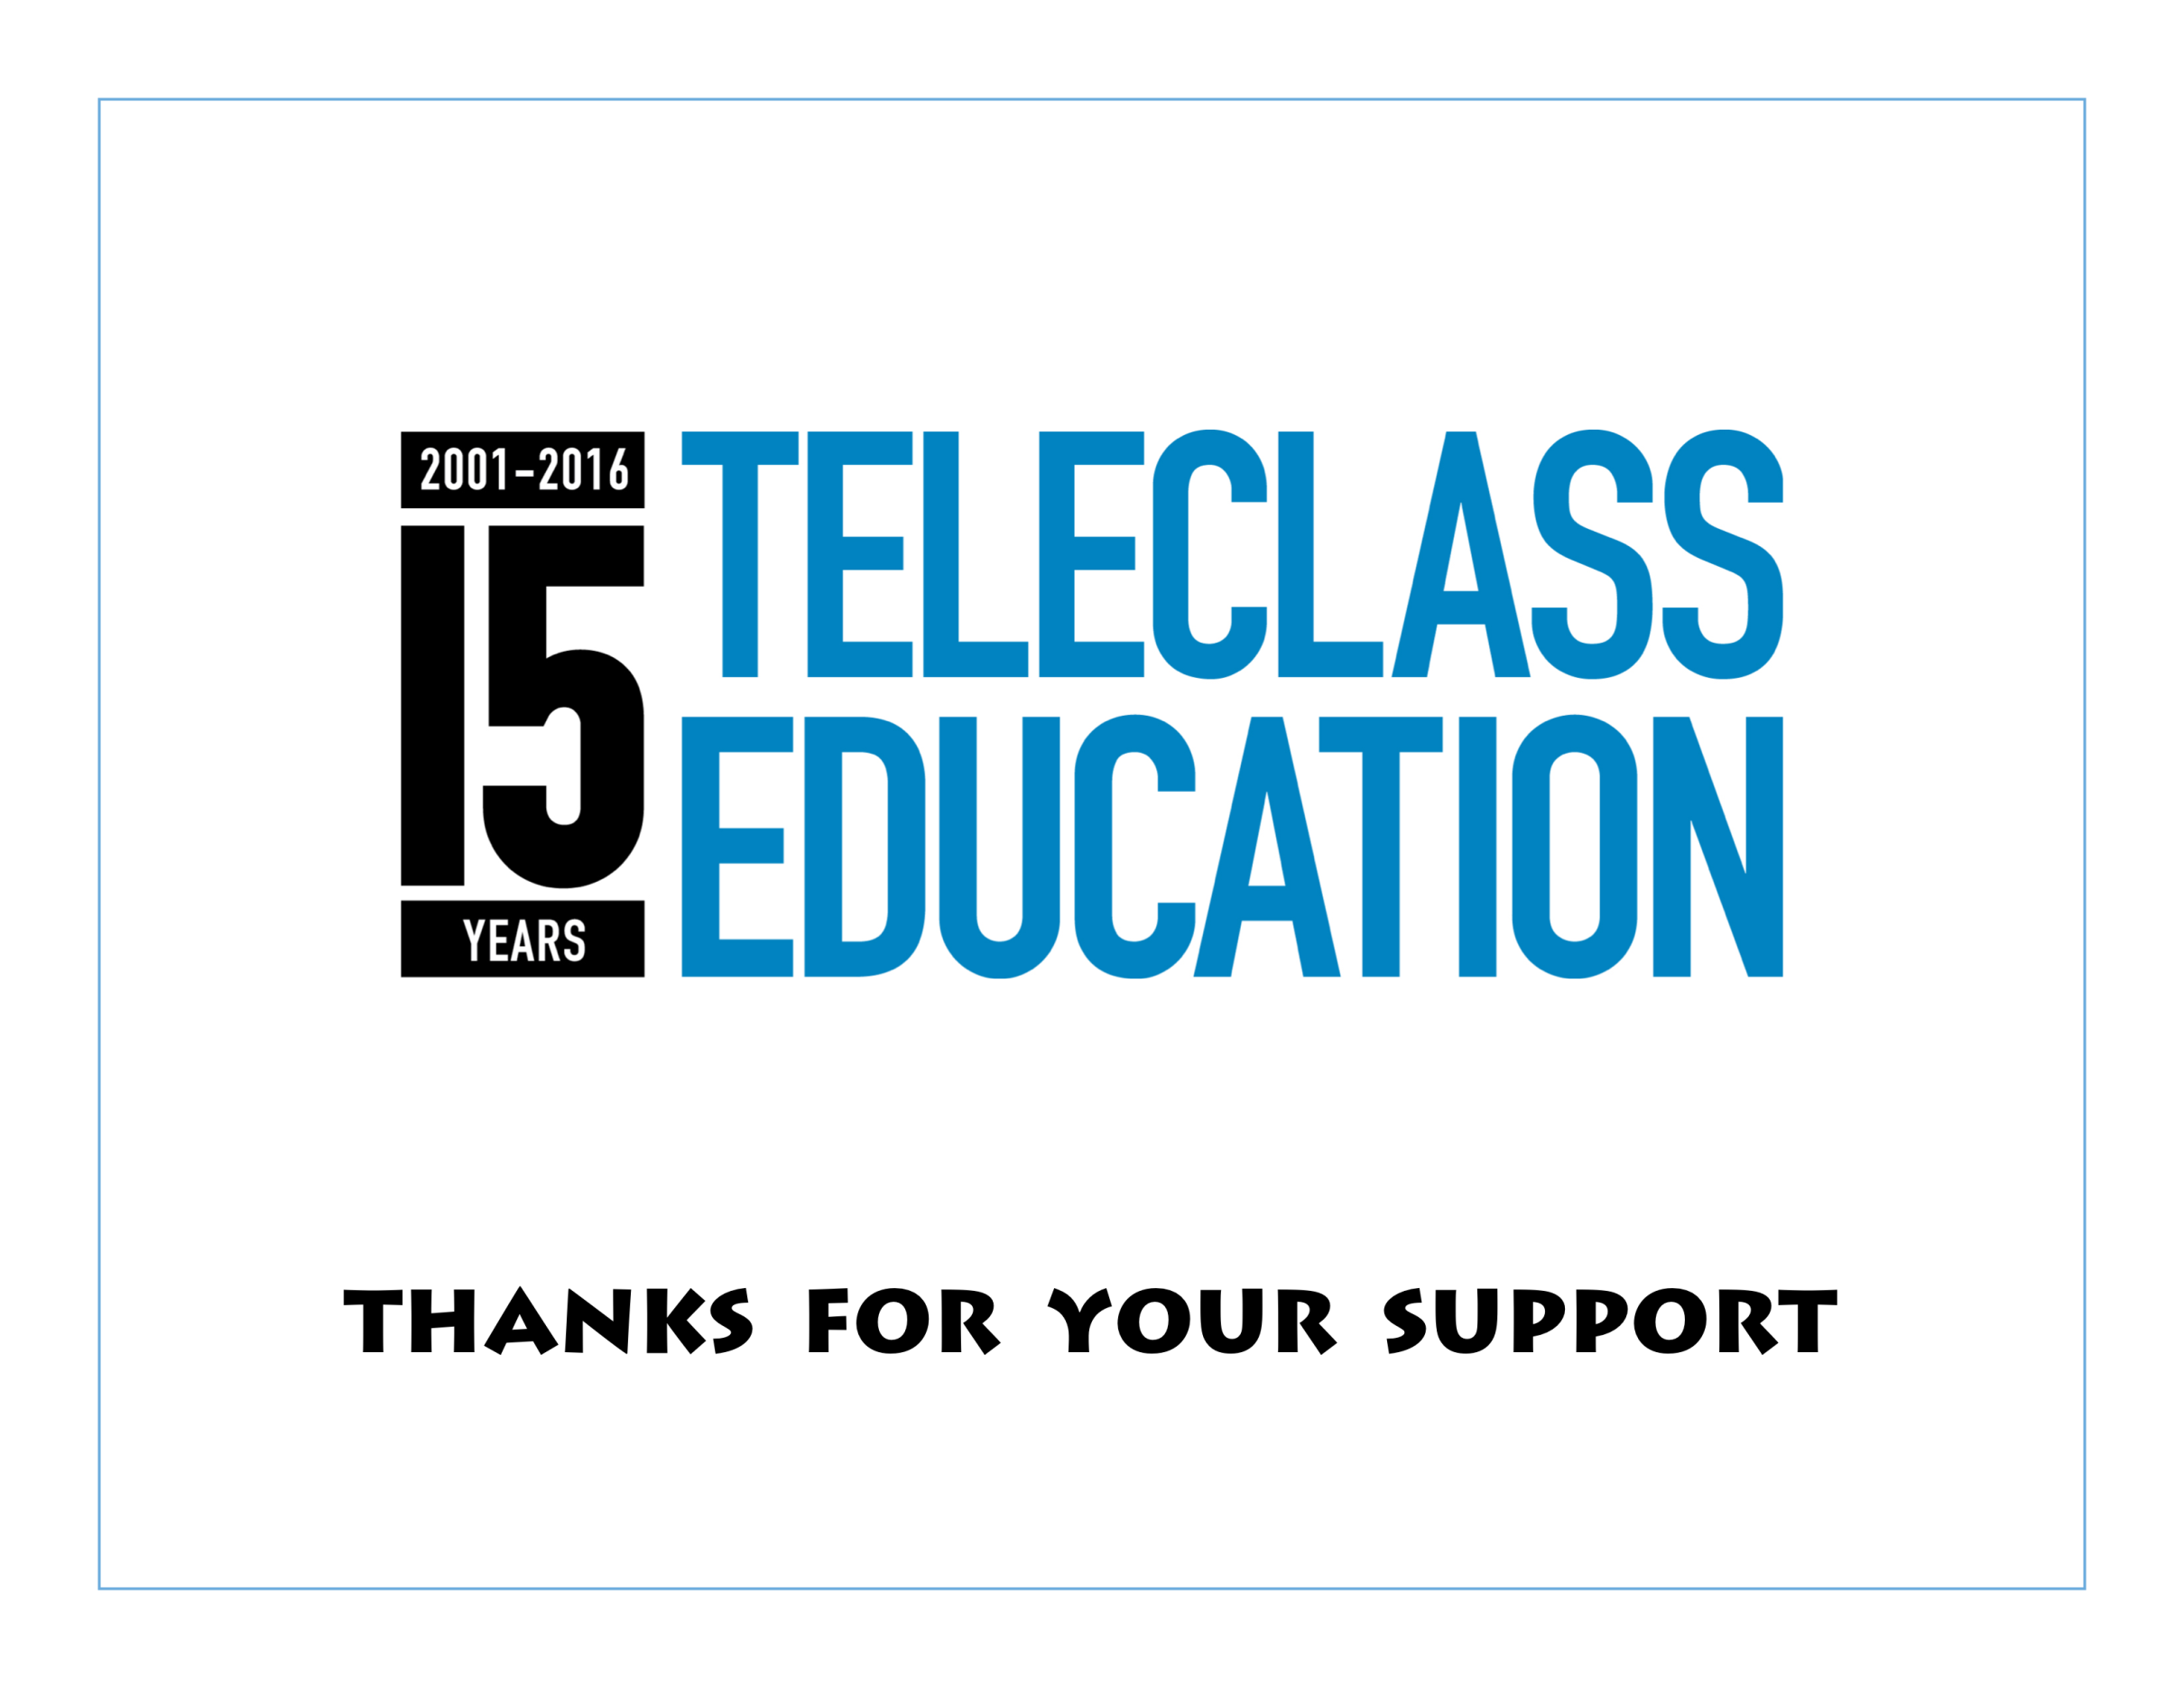 2001-2016
15
YEARS
TELECLASS
EDUCATION
THANKS FOR YOUR SUPPORT